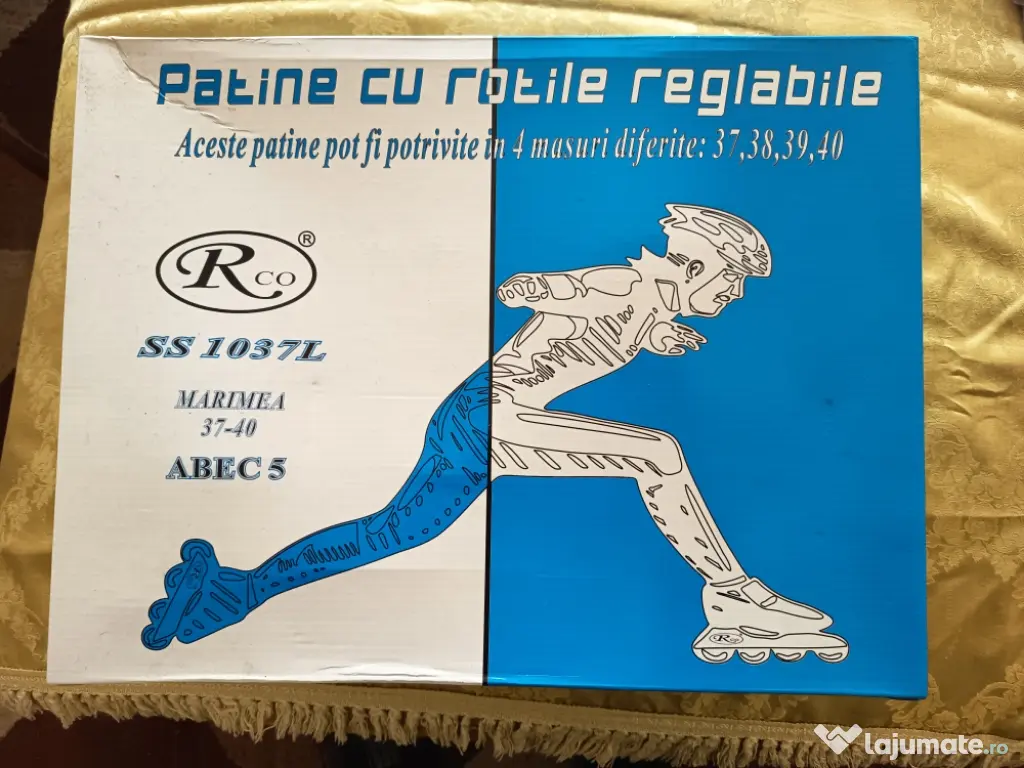 Patine cu rotile reglabile
Aceste patine pot fi potrivite in 4 masuri diferite: 37,38,39,40
Rco®
SS 1037L
MARIMEA
37-40
ABEC 5
Rco
lajumate.ro